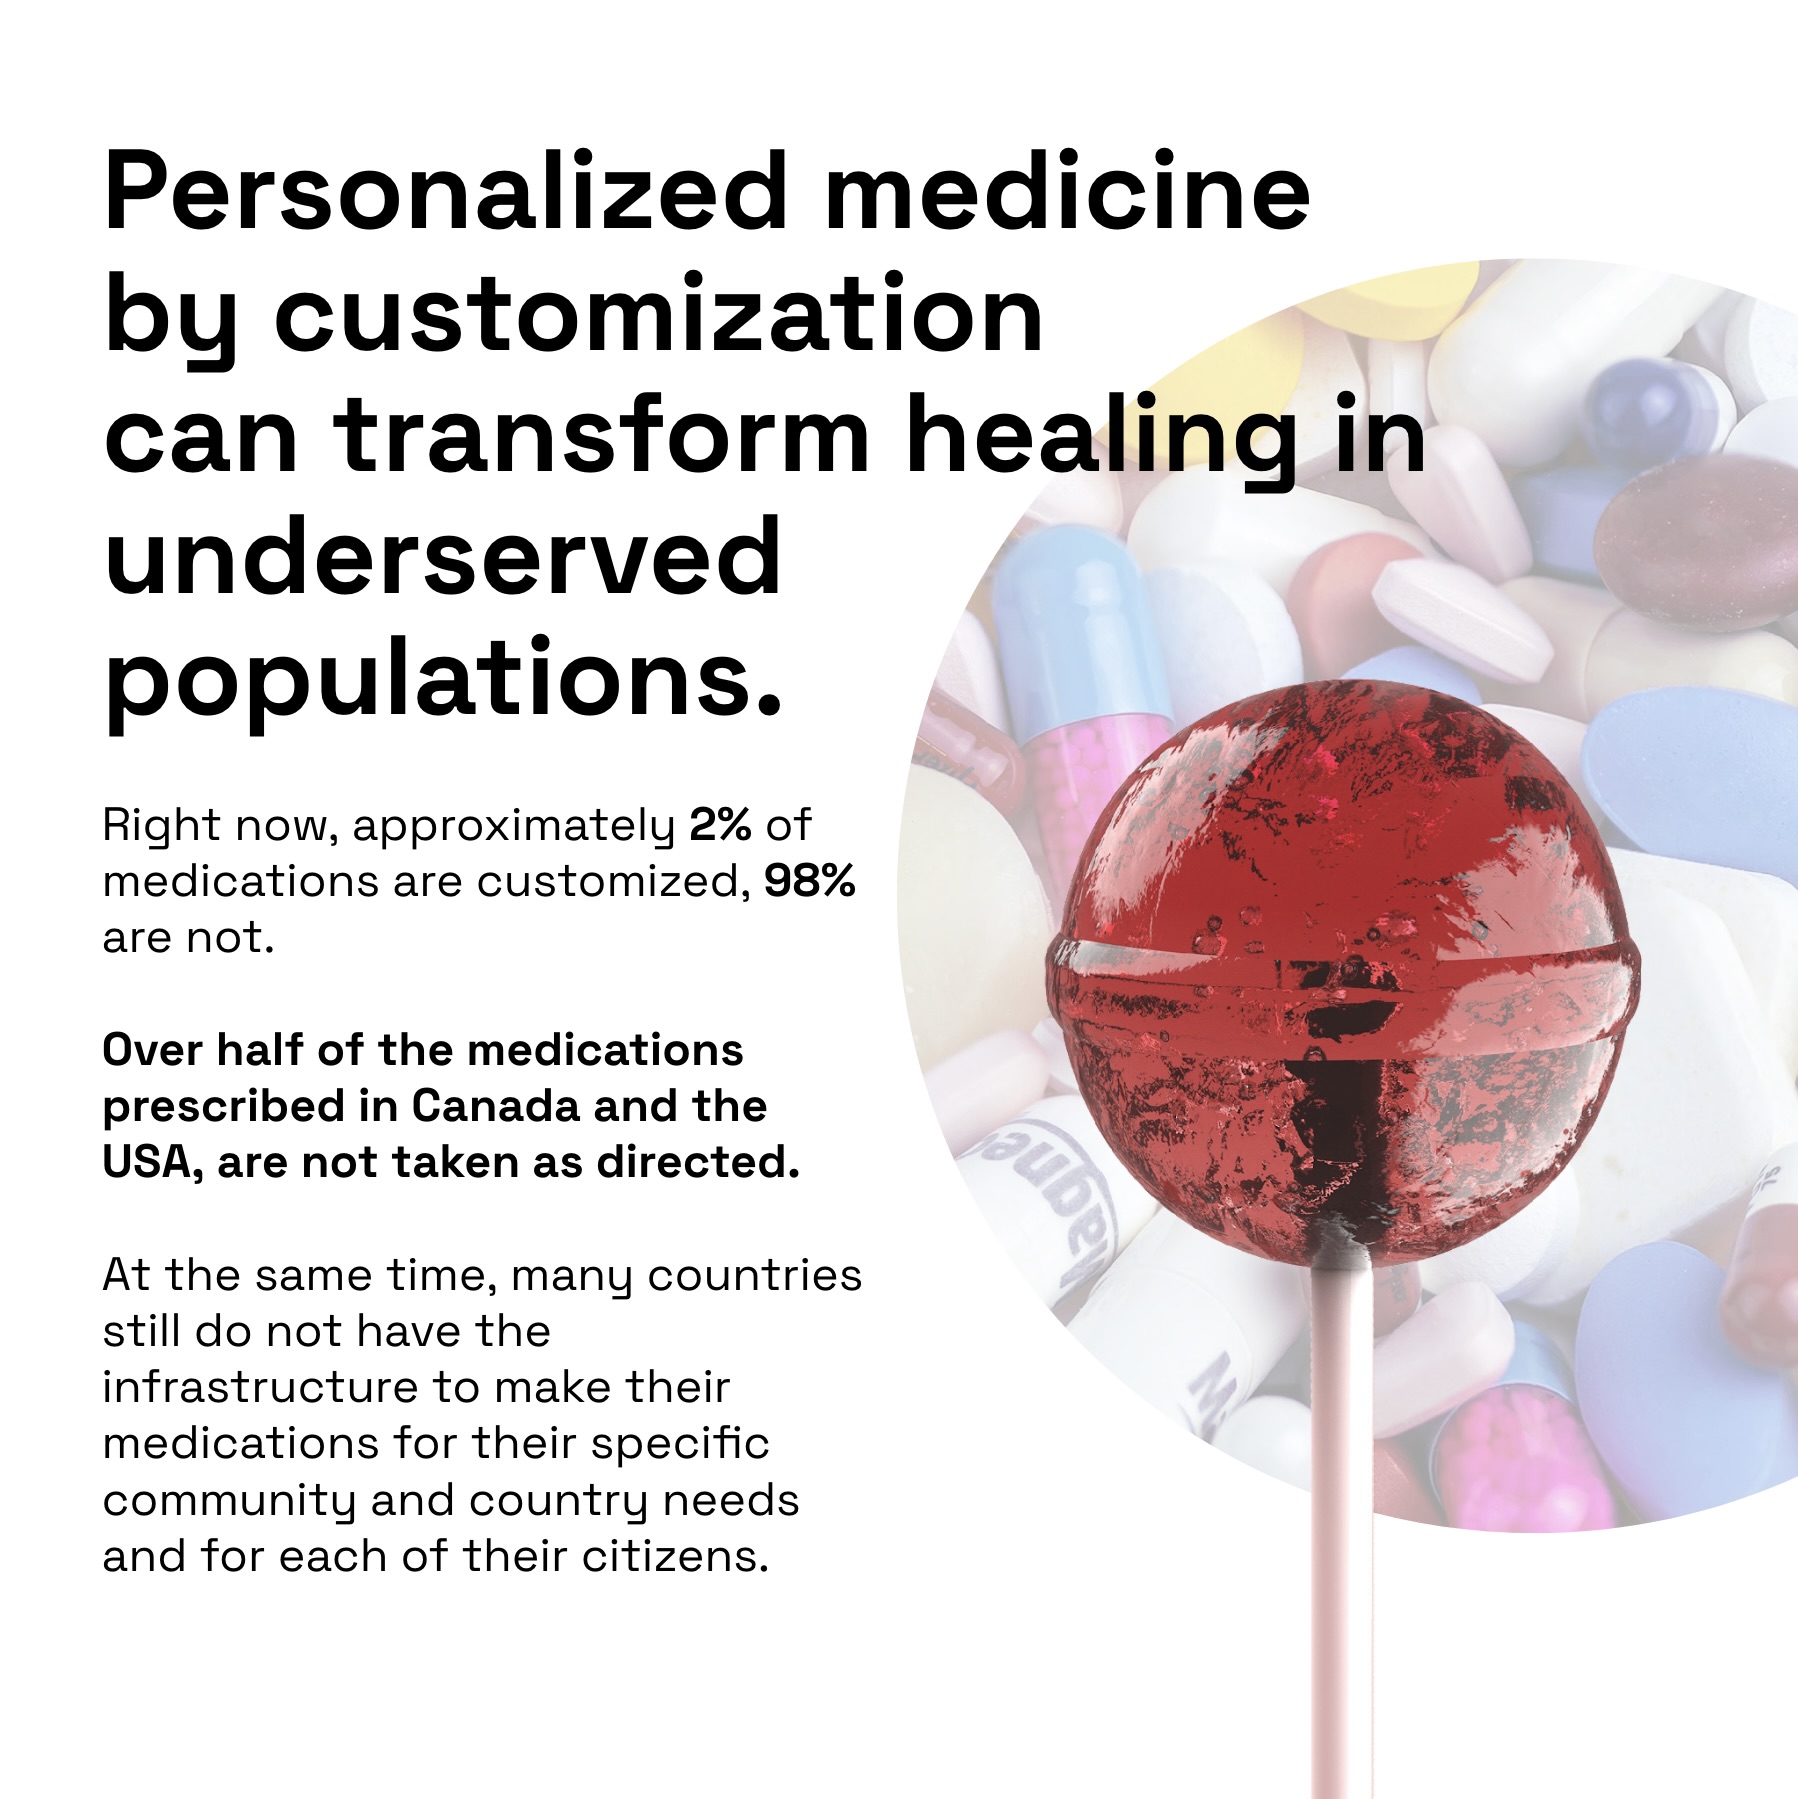 Personalized medicine
by customization
can transform healing in
underserved
populations.
Right now, approximately 2% of
medications are customized, 98%
are not.
Over half of the medications
prescribed in Canada and the
USA, are not taken as directed.
At the same time, many countries
still do not have the
infrastructure to make their
medications for their specific
community and country needs
and for each of their citizens.